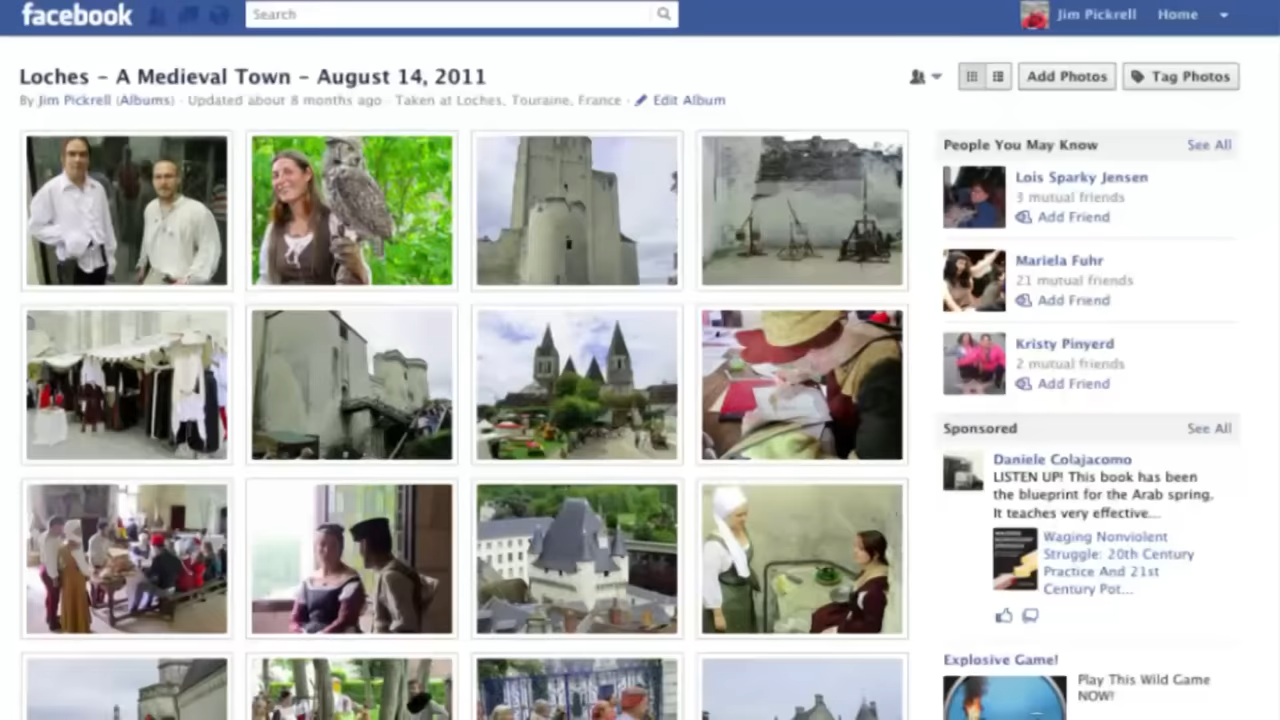 facebook
Search
Jim Pickrell
Home
Loches – A Medieval Town – August 14, 2011
By Jim Pickrell (Albums) · Updated about 8 months ago · Taken at Loches, Touraine, France · Edit Album
Add Photos
Tag Photos
People You May Know
See All
Lois Sparky Jensen
3 mutual friends
Add Friend
Mariela Fuhr
21 mutual friends
Add Friend
Kristy Pinyerd
2 mutual friends
Add Friend
Sponsored
See All
Daniele Colajacomo
LISTEN UP! This book has been
the blueprint for the Arab spring.
It teaches very effective...
Waging Nonviolent
Struggle: 20th Century
Practice And 21st
Century Pot...
Explosive Game!
Play This Wild Game
NOW!